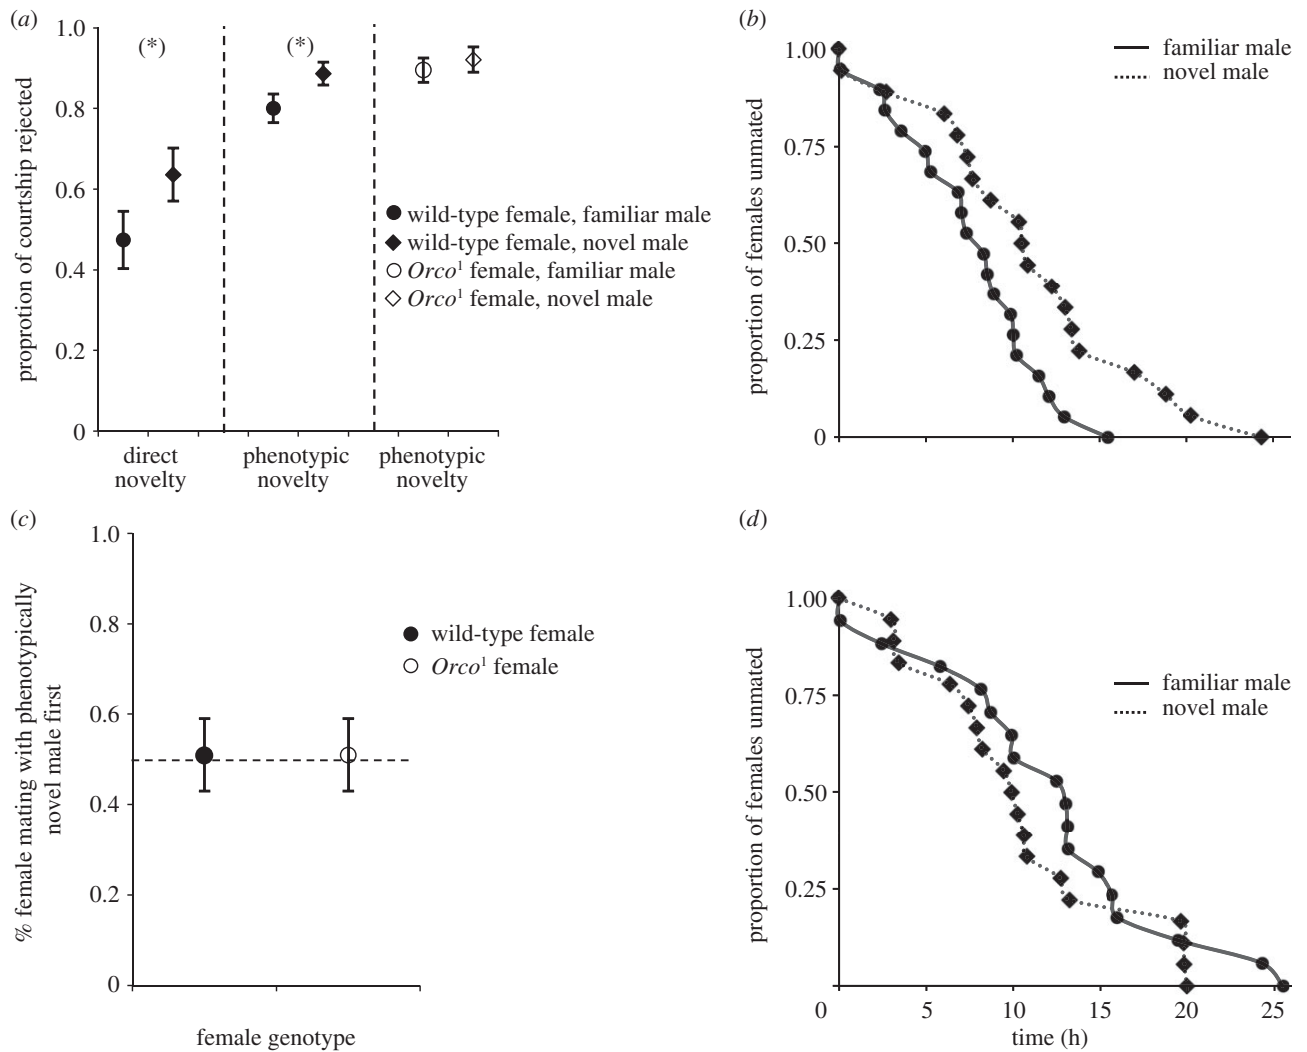 (a)
1.0
0.8
0.6
0.4
0.2
0
proprotion of courtship rejected
(*)
(*)
wild-type female, familiar male
wild-type female, novel male
Orco¹ female, familiar male
Orco¹ female, novel male
direct
novelty
phenotypic
novelty
phenotypic
novelty
(b)
1.00
0.75
0.50
0.25
0
proportion of females unmated
familiar male
novel male
(c)
1.0
0.8
0.6
0.4
0.2
0
% female mating with phenotypically
novel male first
wild-type female
Orco¹ female
female genotype
(d)
1.00
0.75
0.50
0.25
proportion of females unmated
familiar male
novel male
0
5
10
15
20
25
time (h)